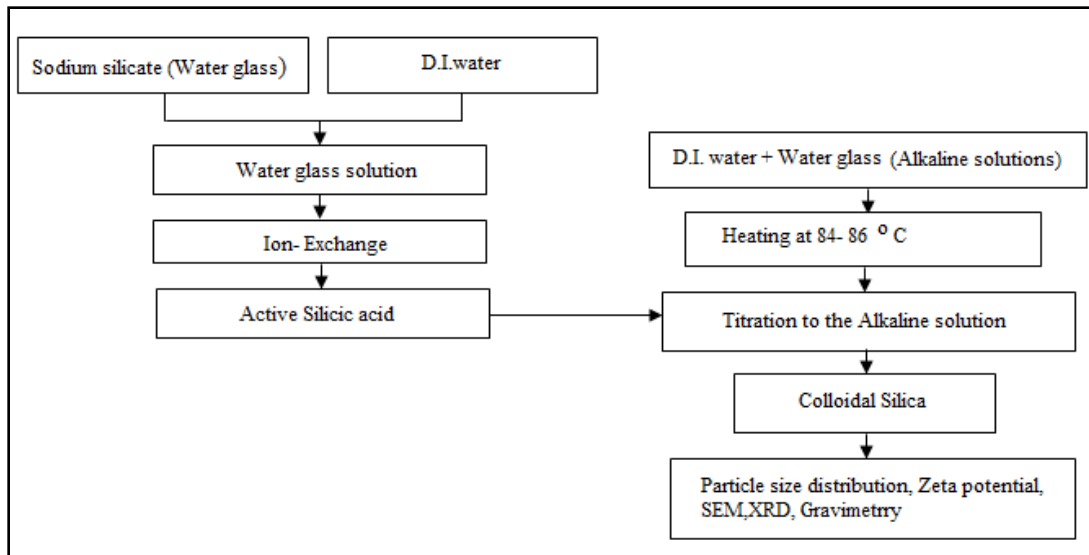 Sodium silicate (Water glass)
D.I.water
Water glass solution
Ion- Exchange
Active Silicic acid
D.I. water + Water glass (Alkaline solutions)
Heating at 84- 86 ° C
Titration to the Alkaline solution
Colloidal Silica
Particle size distribution, Zeta potential,
SEM,XRD, Gravimetrry